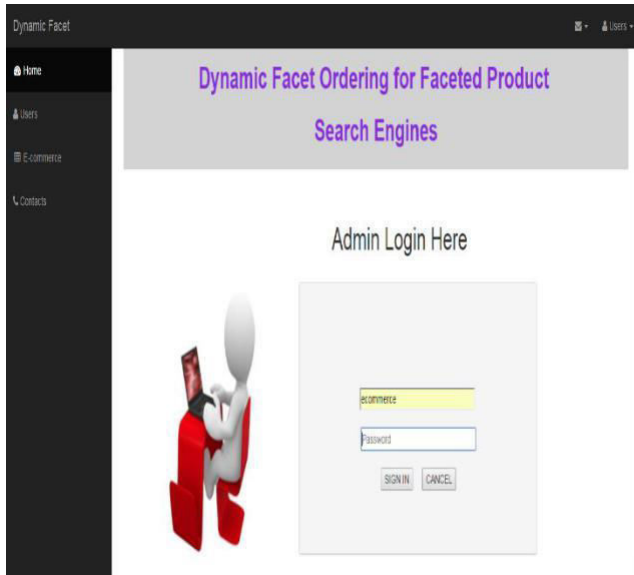 Dynamic Facet
Users
Home
Users
E-commerce
Contacts
Dynamic Facet Ordering for Faceted Product
Search Engines
Admin Login Here
ecommerce
Password
SIGN IN CANCEL